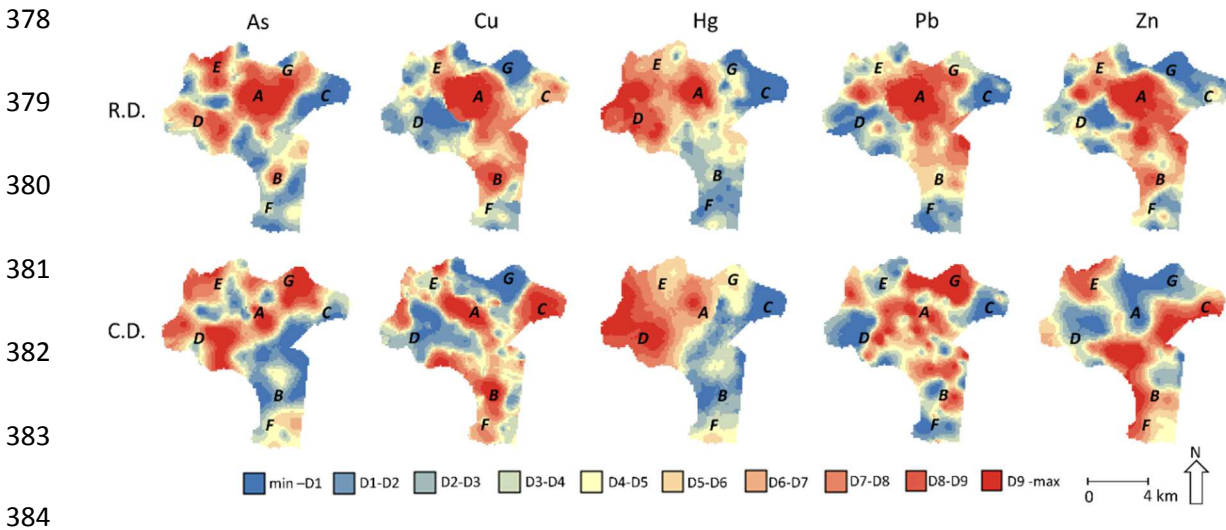 378
As Cu Hg Pb Zn
E G A C D B F E G A C D B F E G A C D B F E G A C D B F E G A C D B F
379
R.D.
380
381
E G A C D B F E G A C D B F E G A C D B F E G A C D B F E G A C D B F
C.D.
382
383
min –D1 D1-D2 D2-D3 D3-D4 D4-D5 D5-D6 D6-D7 D7-D8 D8-D9 D9 -max
N
0 4 km
384